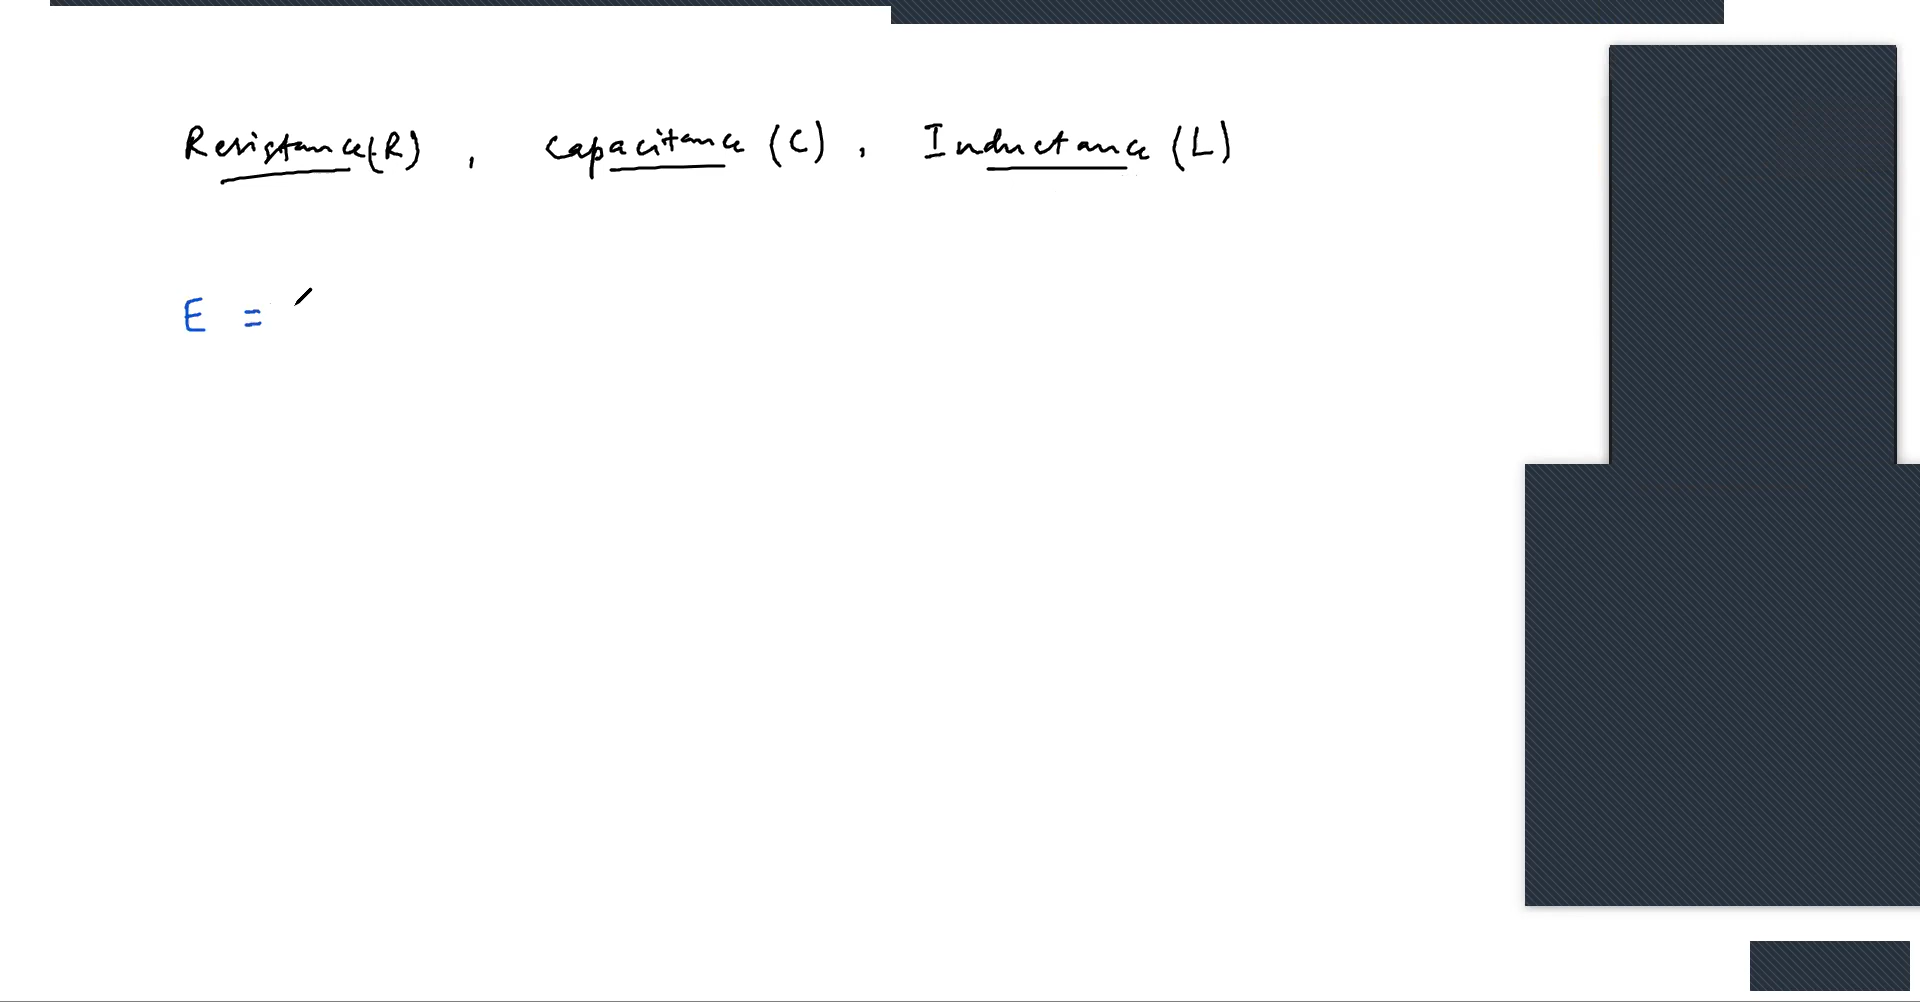 Resistance(R) , Capacitance (C) , Inductance (L)
E =